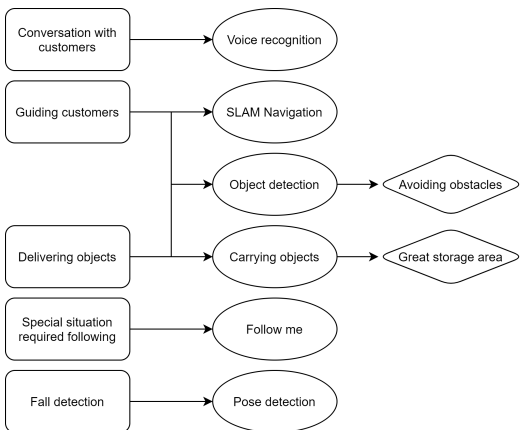 Conversation with
customers
Voice recognition
Guiding customers
SLAM Navigation
Object detection
Avoiding obstacles
Delivering objects
Carrying objects
Great storage area
Special situation
required following
Follow me
Fall detection
Pose detection